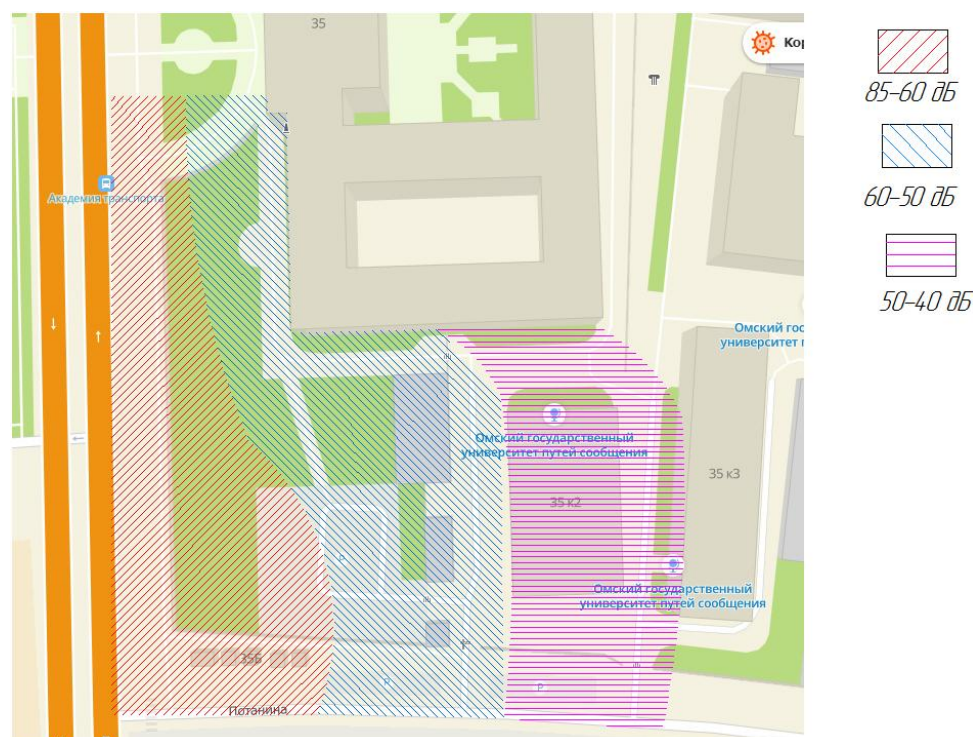 35
Кор
85-60 дБ
60-50 дБ
50-40 дБ
Академия транспорта
Омский гос
университет п
Омский государственный
университет путей сообщения
35 к3
35 к2
P
Омский государственный
университет путей сообщения
35Б
P
P
Потанина